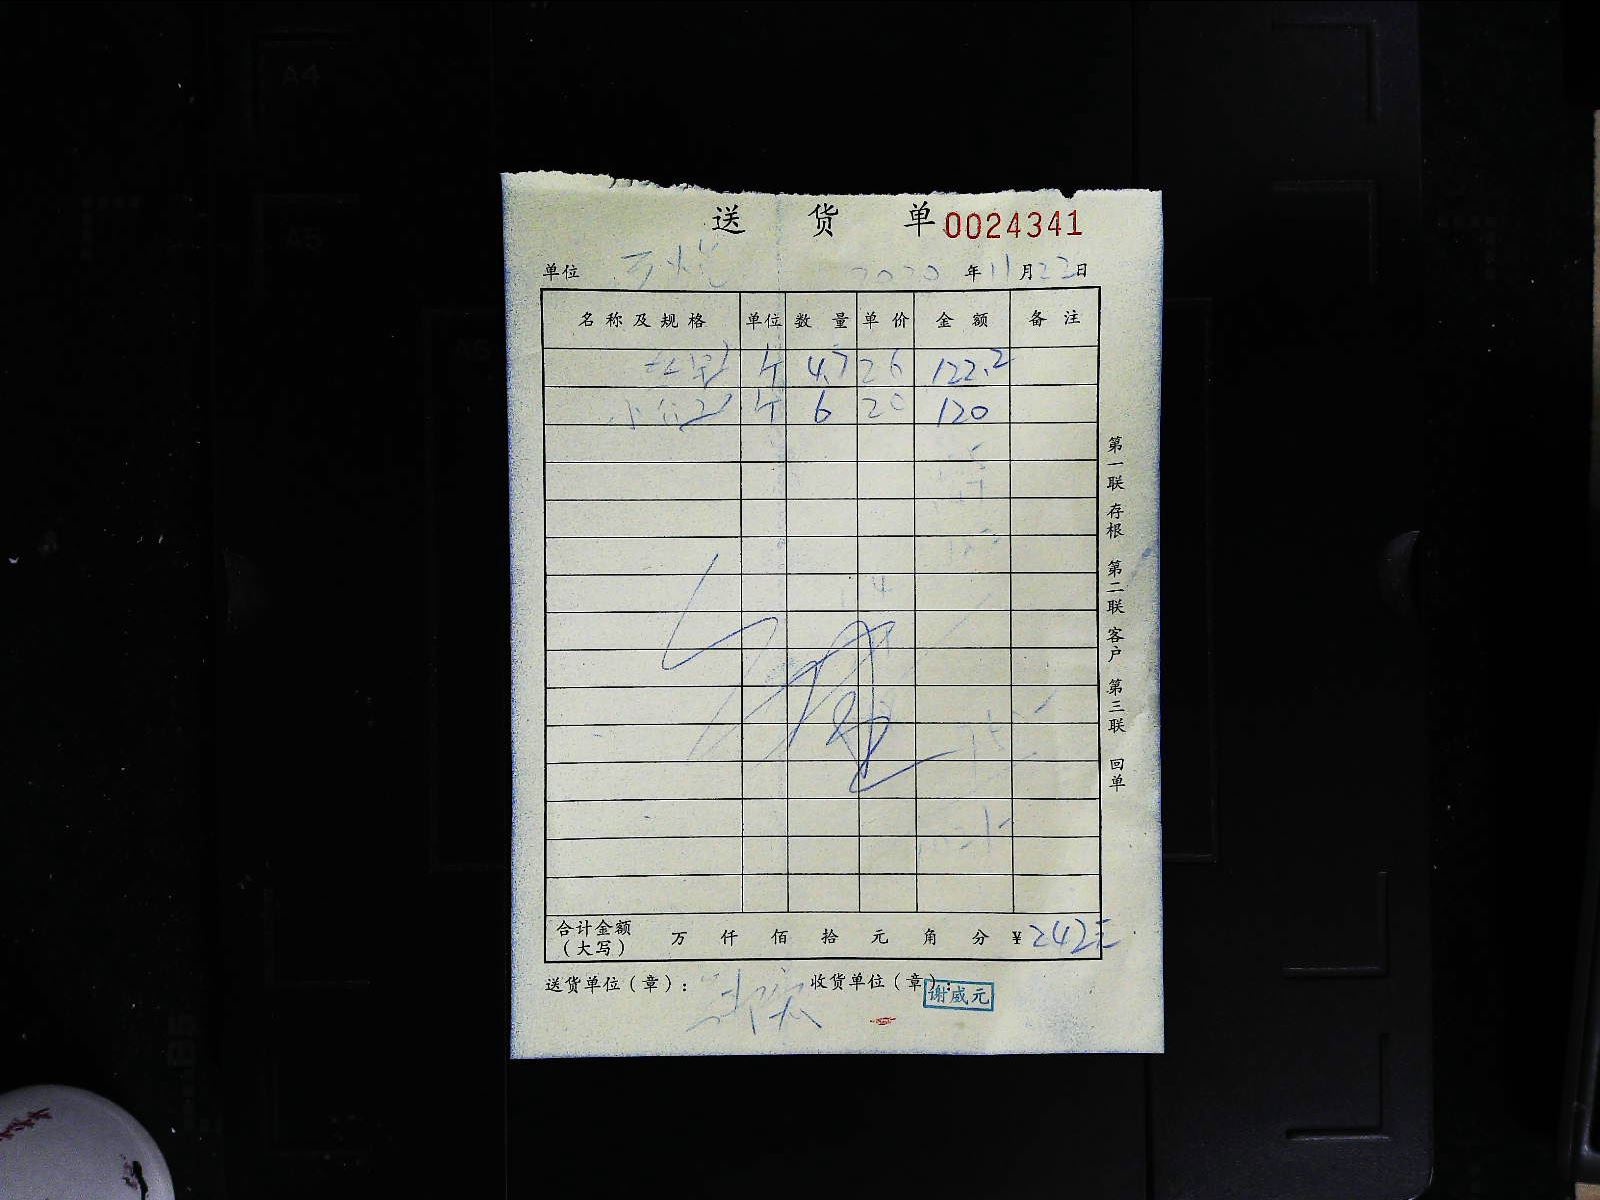 送 货 单 0024341
单位 2020 年 11 月 22 日
名称及规格 单位 数 量 单 价 金 额 备 注
4.7 26 122.2
6 20 120
第一联 存根 第二联 客户 第三联 回单
合计金额（大写） 万 仟 佰 拾 元 角 分 ￥242元
送货单位（章）： 收货单位（章）：
谢威元
A4
A5